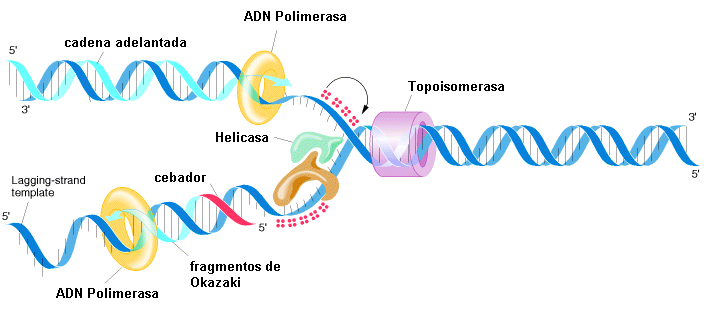 ADN Polimerasa
cadena adelantada
5'
3'
Topoisomerasa
Helicasa
3'
5'
Lagging-strand
template
cebador
5'
5'
fragmentos de
Okazaki
ADN Polimerasa